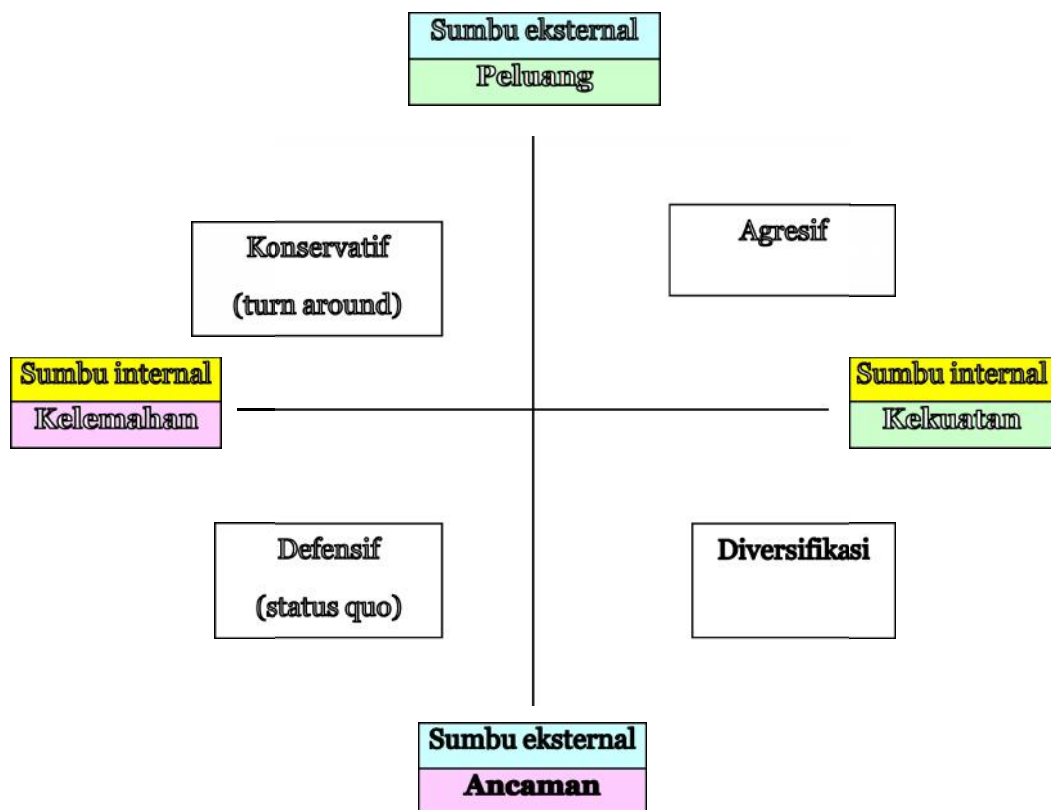 Sumbu eksternal
Peluang
Konservatif
(turn around)
Agresif
Sumbu internal
Kelemahan
Sumbu internal
Kekuatan
Defensif
(status quo)
Diversifikasi
Sumbu eksternal
Ancaman